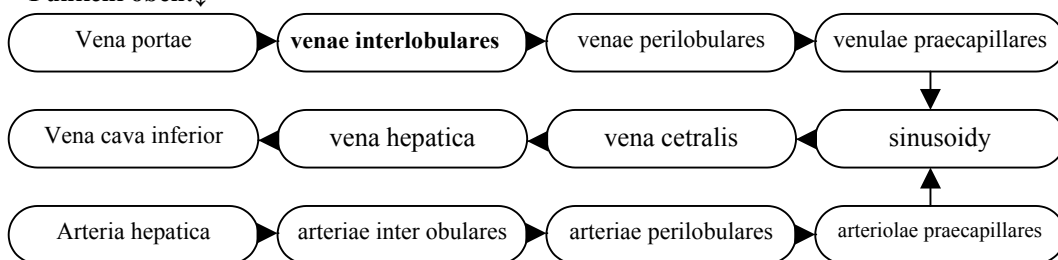 Vena portae
venae interlobulares
venae perilobulares
venulae praecapillares
Vena cava inferior
vena hepatica
vena cetralis
sinusoidy
Arteria hepatica
arteriae inter obulares
arteriae perilobulares
arteriolae praecapillares